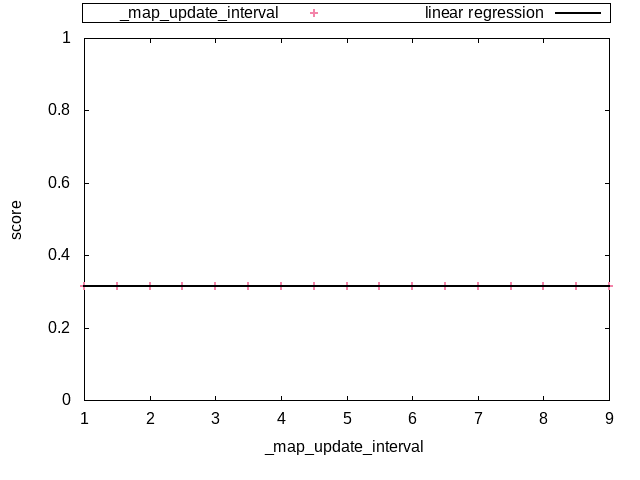 _map_update_interval linear regression
1
0.8
0.6
0.4
0.2
0
score
1 2 3 4 5 6 7 8 9
_map_update_interval